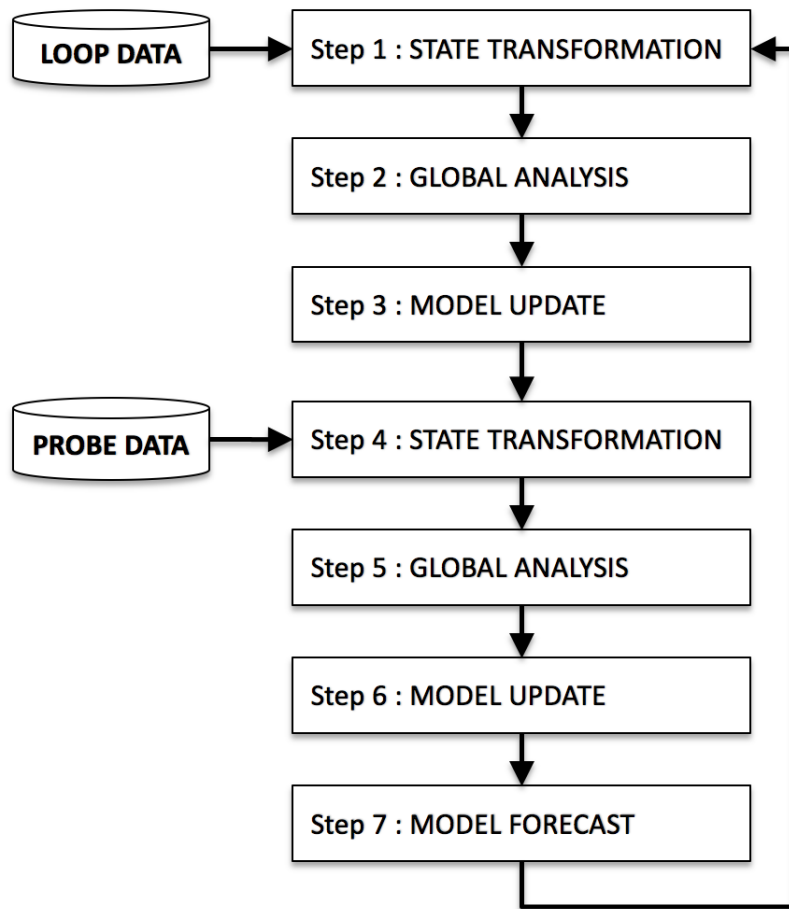 LOOP DATA
Step 1 : STATE TRANSFORMATION
Step 2 : GLOBAL ANALYSIS
Step 3 : MODEL UPDATE
PROBE DATA
Step 4 : STATE TRANSFORMATION
Step 5 : GLOBAL ANALYSIS
Step 6 : MODEL UPDATE
Step 7 : MODEL FORECAST